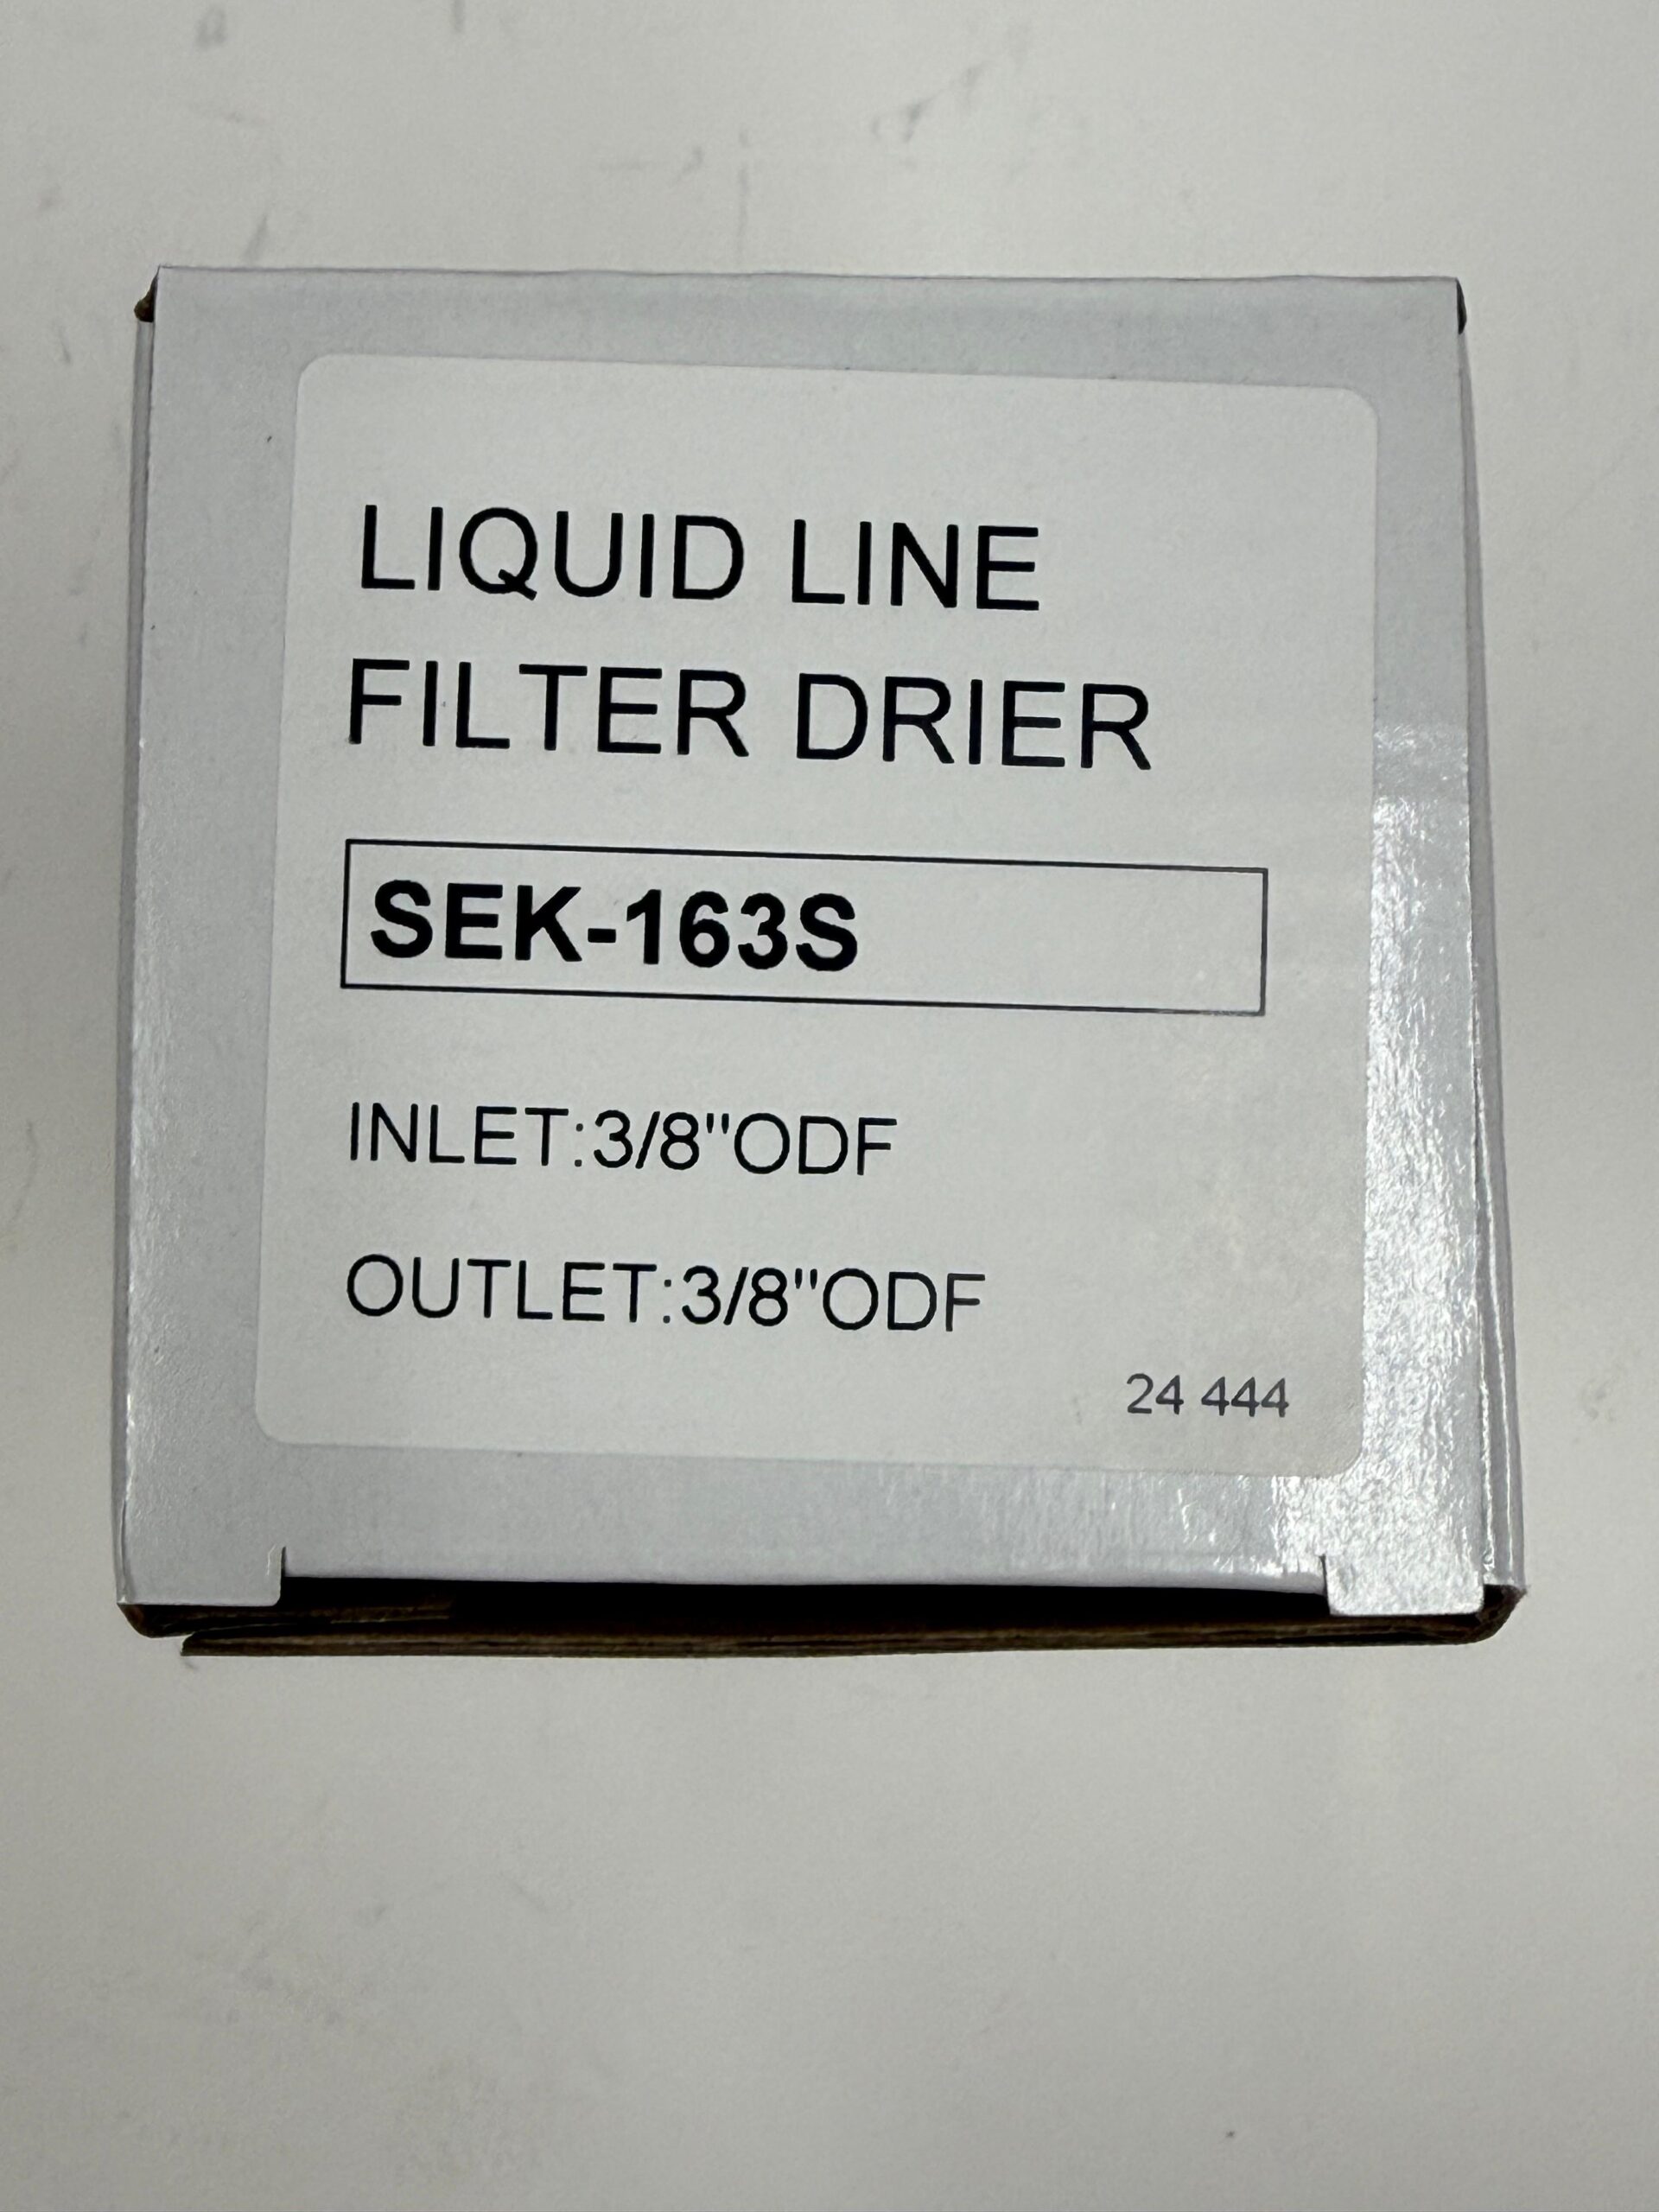 LIQUID LINE
FILTER DRIER
SEK-163S
INLET:3/8"ODF
OUTLET:3/8"ODF
24 444